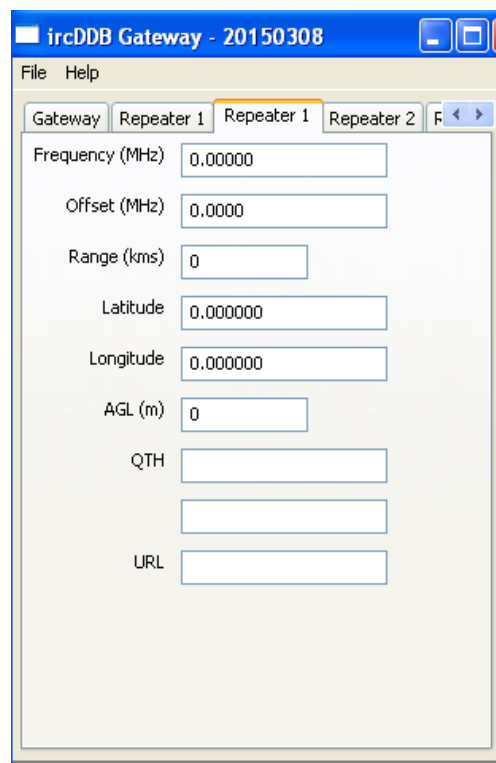 ircDDB Gateway - 20150308
File Help
Gateway Repeater 1 Repeater 1 Repeater 2
Frequency (MHz) 0.00000
Offset (MHz) 0.0000
Range (kms) 0
Latitude 0.000000
Longitude 0.000000
AGL (m) 0
QTH
URL